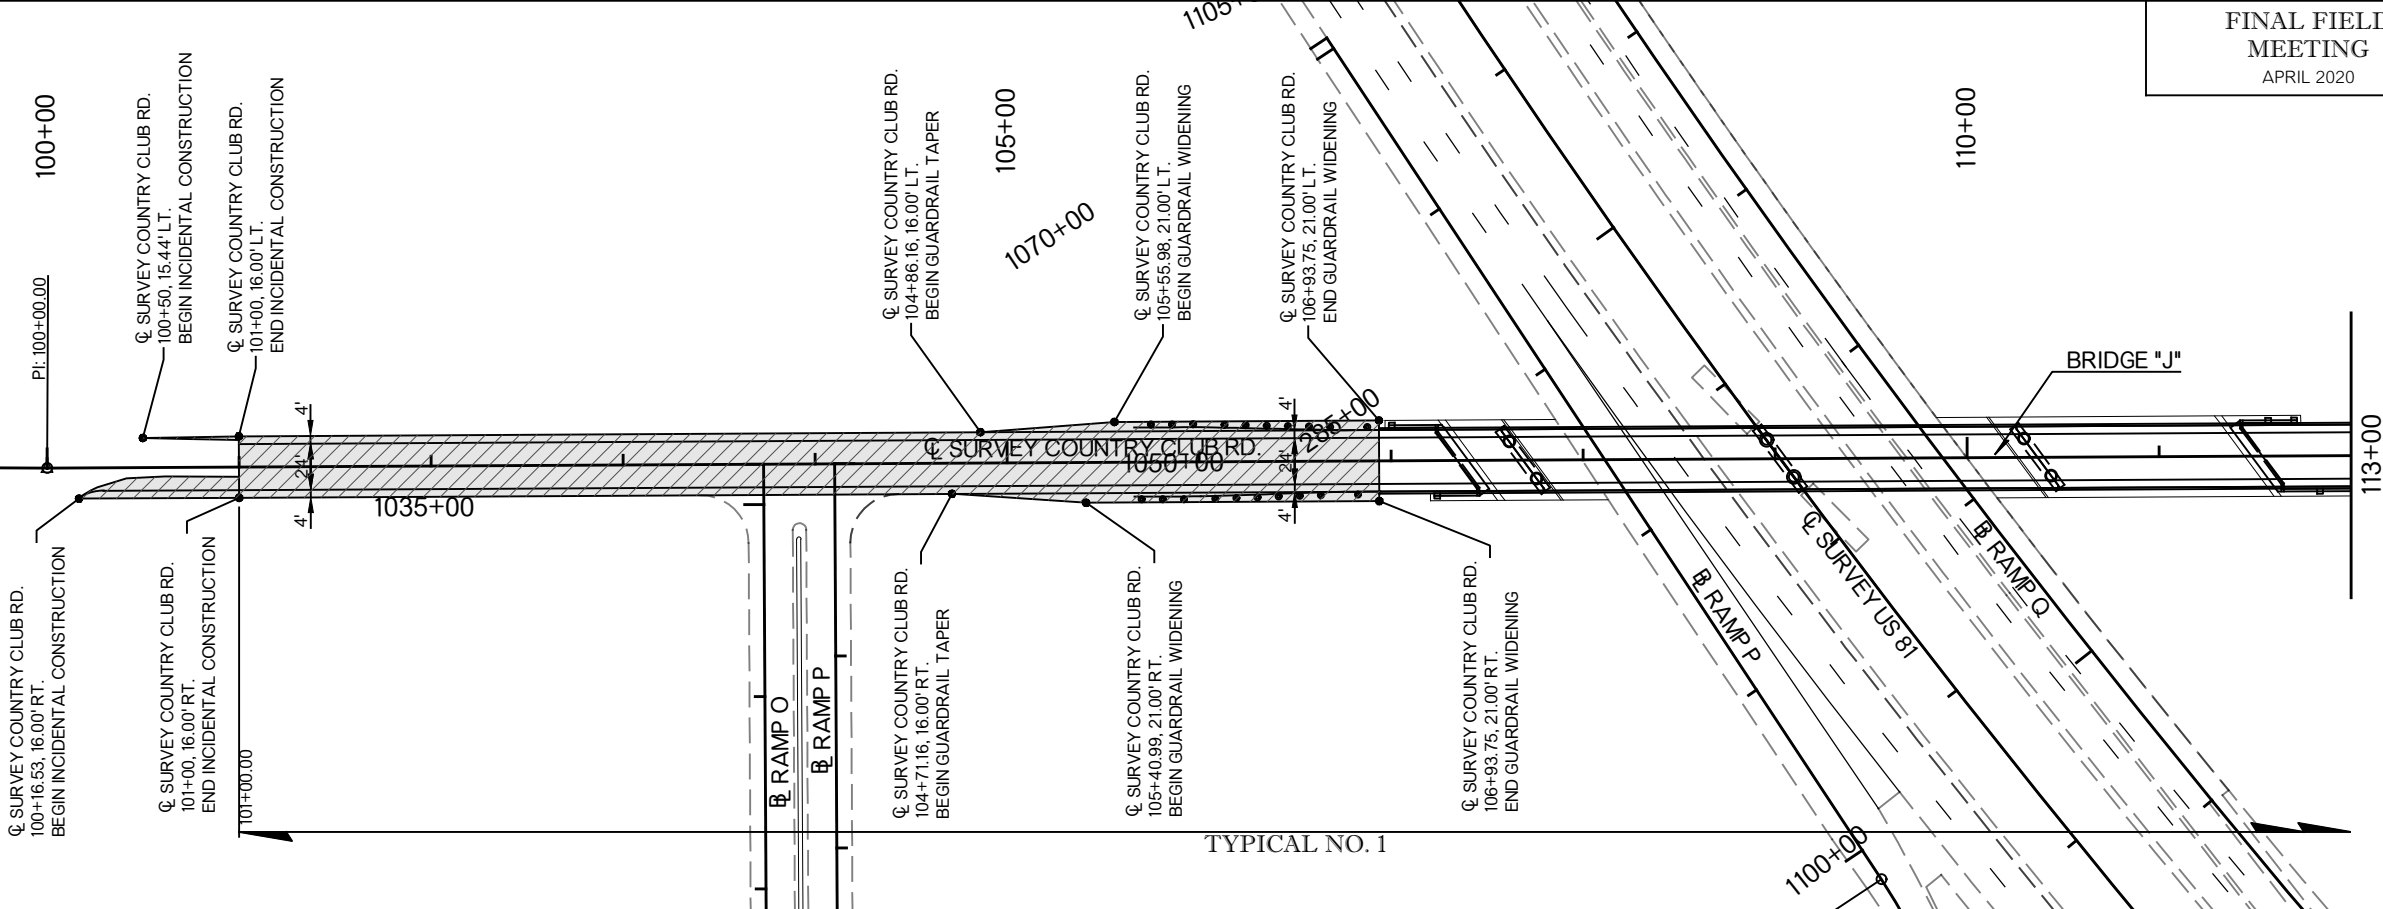 FINAL FIELD
MEETING
APRIL 2020
100+00
105+00
110+00
113+00
1070+00
1035+00
1050+00
285+00
1100+00
PI: 100+00.00
℄ SURVEY COUNTRY CLUB RD.
100+50, 15.44' LT.
BEGIN INCIDENTAL CONSTRUCTION
℄ SURVEY COUNTRY CLUB RD.
101+00, 16.00' LT.
END INCIDENTAL CONSTRUCTION
℄ SURVEY COUNTRY CLUB RD.
104+86.16, 16.00' LT.
BEGIN GUARDRAIL TAPER
℄ SURVEY COUNTRY CLUB RD.
105+55.98, 21.00' LT.
BEGIN GUARDRAIL WIDENING
℄ SURVEY COUNTRY CLUB RD.
106+93.75, 21.00' LT.
END GUARDRAIL WIDENING
BRIDGE "J"
4'
24'
4'
4'
24'
4'
℄ SURVEY COUNTRY CLUB RD.
℄ SURVEY COUNTRY CLUB RD.
100+16.53, 16.00' RT.
BEGIN INCIDENTAL CONSTRUCTION
℄ SURVEY COUNTRY CLUB RD.
101+00, 16.00' RT.
END INCIDENTAL CONSTRUCTION
101+00.00
BL RAMP O
BL RAMP P
℄ SURVEY COUNTRY CLUB RD.
104+71.16, 16.00' RT.
BEGIN GUARDRAIL TAPER
℄ SURVEY COUNTRY CLUB RD.
105+40.99, 21.00' RT.
BEGIN GUARDRAIL WIDENING
℄ SURVEY COUNTRY CLUB RD.
106+93.75, 21.00' RT.
END GUARDRAIL WIDENING
BL RAMP P
℄ SURVEY US 81
BL RAMP Q
TYPICAL NO. 1